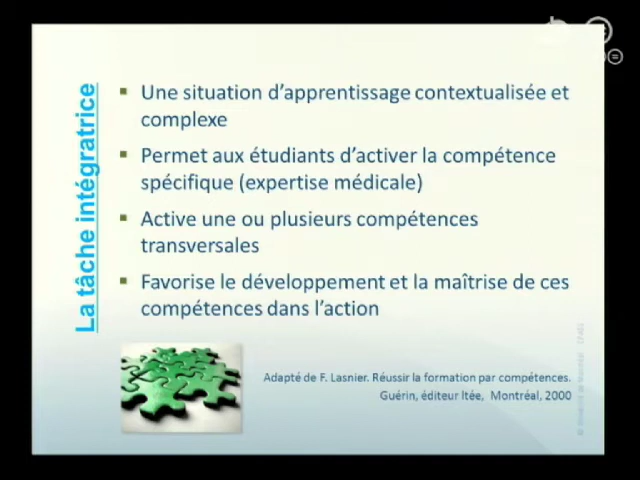 La tâche intégratrice
Une situation d’apprentissage contextualisée et
complexe
Permet aux étudiants d’activer la compétence
spécifique (expertise médicale)
Active une ou plusieurs compétences
transversales
Favorise le développement et la maîtrise de ces
compétences dans l’action
Adapté de F. Lasnier. Réussir la formation par compétences.
Guérin, éditeur ltée, Montréal, 2000